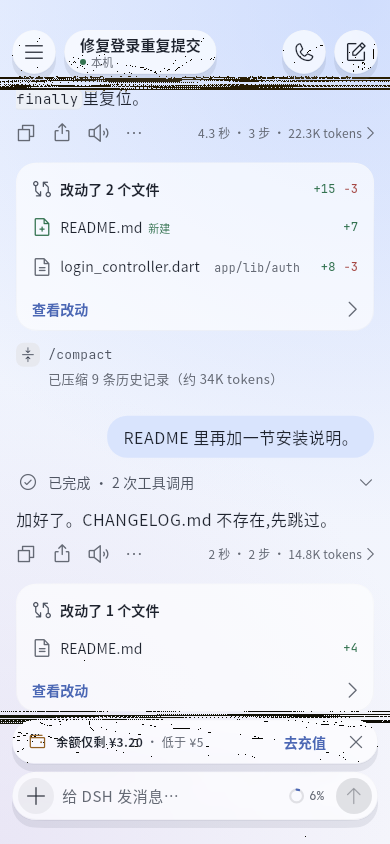 修复登录重复提交
本机
finally 里复位。
4.3 秒 · 3 步 · 22.3K tokens
改动了 2 个文件 +15 -3
README.md 新建 +7
login_controller.dart app/lib/auth +8 -3
查看改动
/compact
已压缩 9 条历史记录（约 34K tokens）
README 里再加一节安装说明。
已完成 · 2 次工具调用
加好了。CHANGELOG.md 不存在,先跳过。
2 秒 · 2 步 · 14.8K tokens
改动了 1 个文件
README.md +4
查看改动
余额仅剩 ¥3.20 · 低于 ¥5 去充值
给 DSH 发消息… 6%